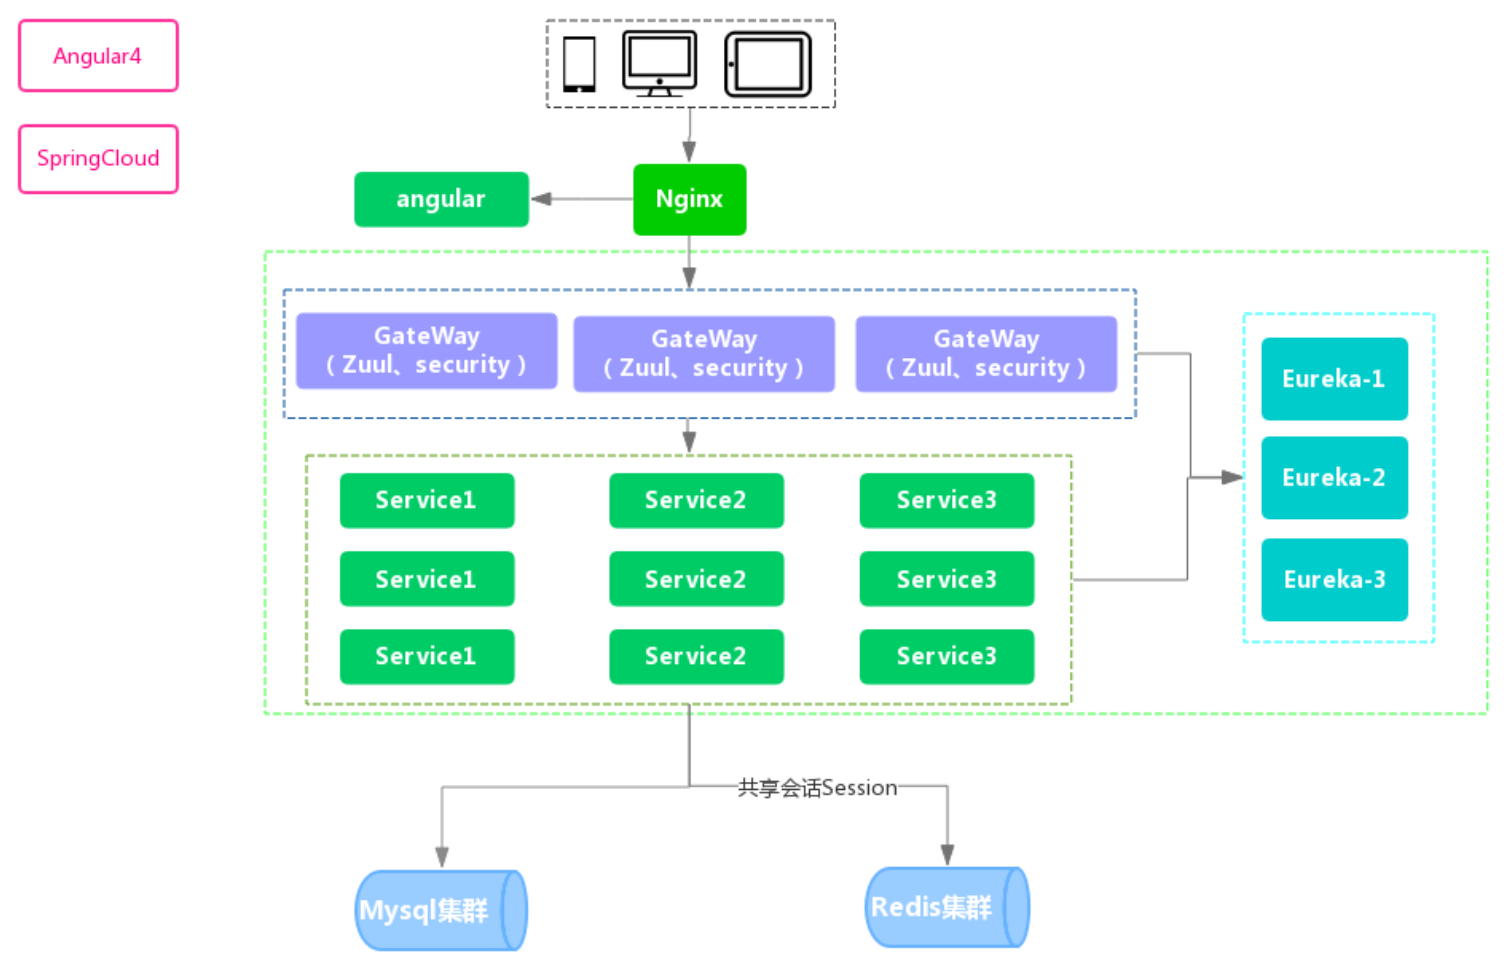 Angular4
SpringCloud
angular
Nginx
GateWay
（Zuul、security）
GateWay
（Zuul、security）
GateWay
（Zuul、security）
Eureka-1
Eureka-2
Eureka-3
Service1
Service2
Service3
Service1
Service2
Service3
Service1
Service2
Service3
共享会话Session
Mysql集群
Redis集群